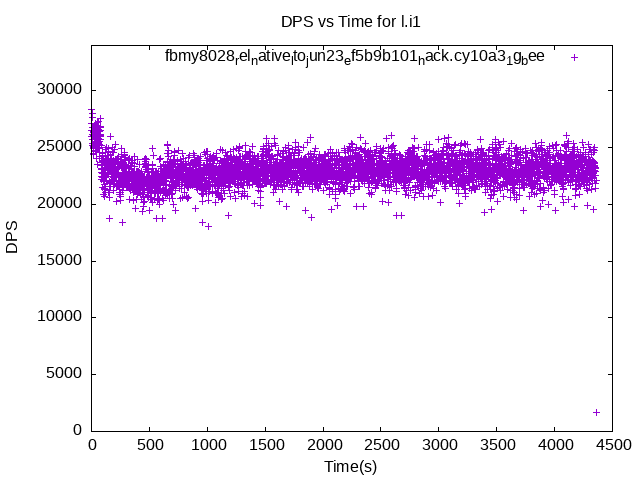 DPS vs Time for l.i1
fbmy8028relnativeltojun23ef5b9b101hack.cy10a31gbee
30000
25000
20000
15000
10000
5000
0
DPS
0 500 1000 1500 2000 2500 3000 3500 4000 4500
Time(s)